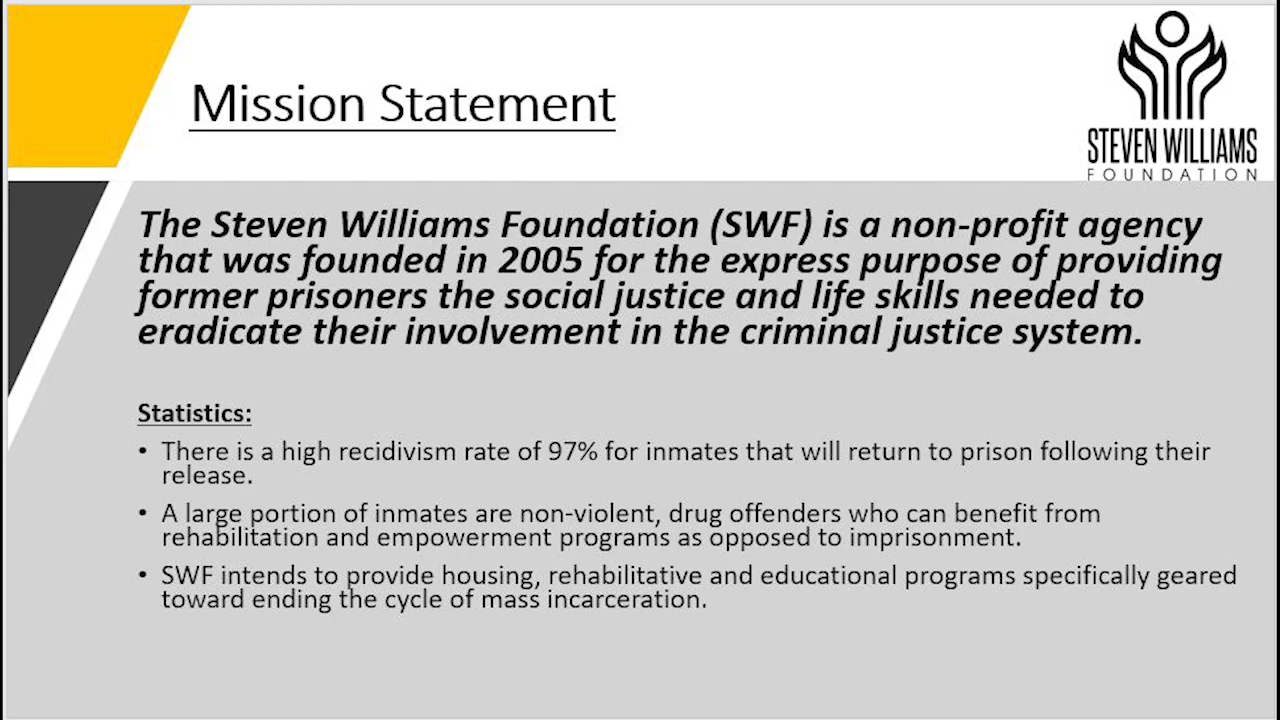 Mission Statement
STEVEN WILLIAMS
FOUNDATION
The Steven Williams Foundation (SWF) is a non-profit agency
that was founded in 2005 for the express purpose of providing
former prisoners the social justice and life skills needed to
eradicate their involvement in the criminal justice system.
Statistics:
• There is a high recidivism rate of 97% for inmates that will return to prison following their
release.
• A large portion of inmates are non-violent, drug offenders who can benefit from
rehabilitation and empowerment programs as opposed to imprisonment.
• SWF intends to provide housing, rehabilitative and educational programs specifically geared
toward ending the cycle of mass incarceration.